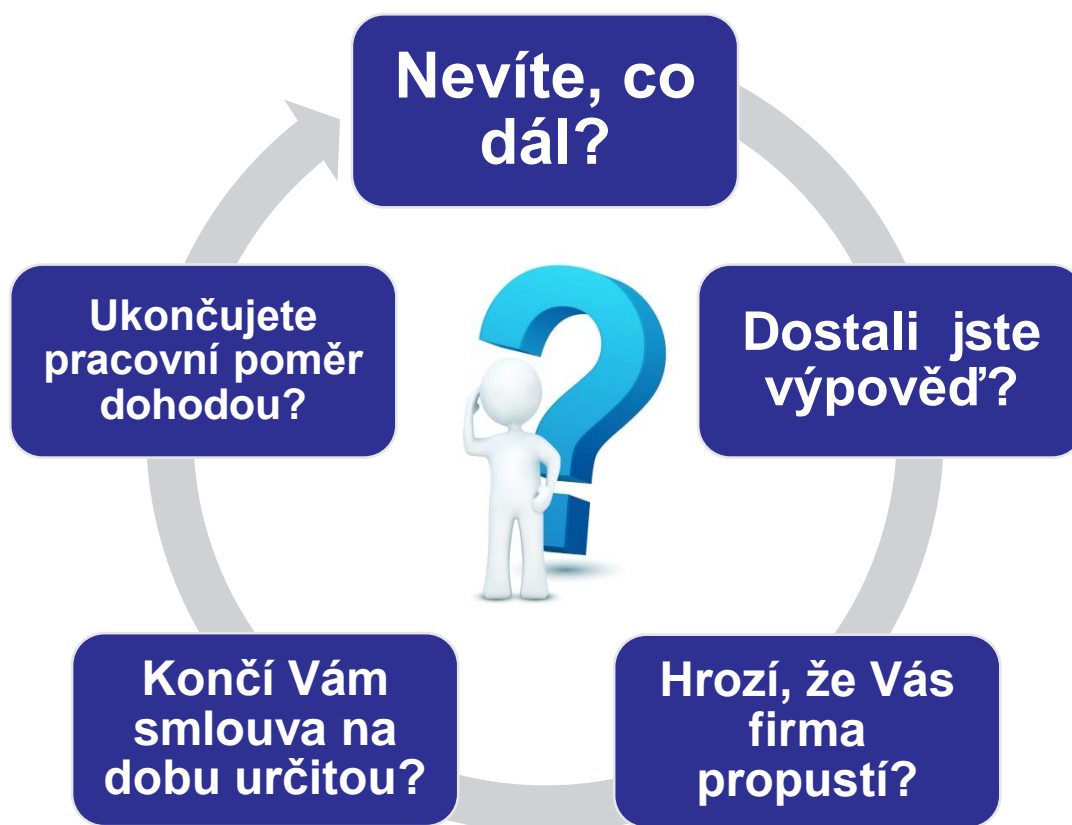 Nevíte, co
dál?
Dostali jste
výpověď?
Hrozí, že Vás
firma
propustí?
Končí Vám
smlouva na
dobu určitou?
Ukončujete
pracovní poměr
dohodou?